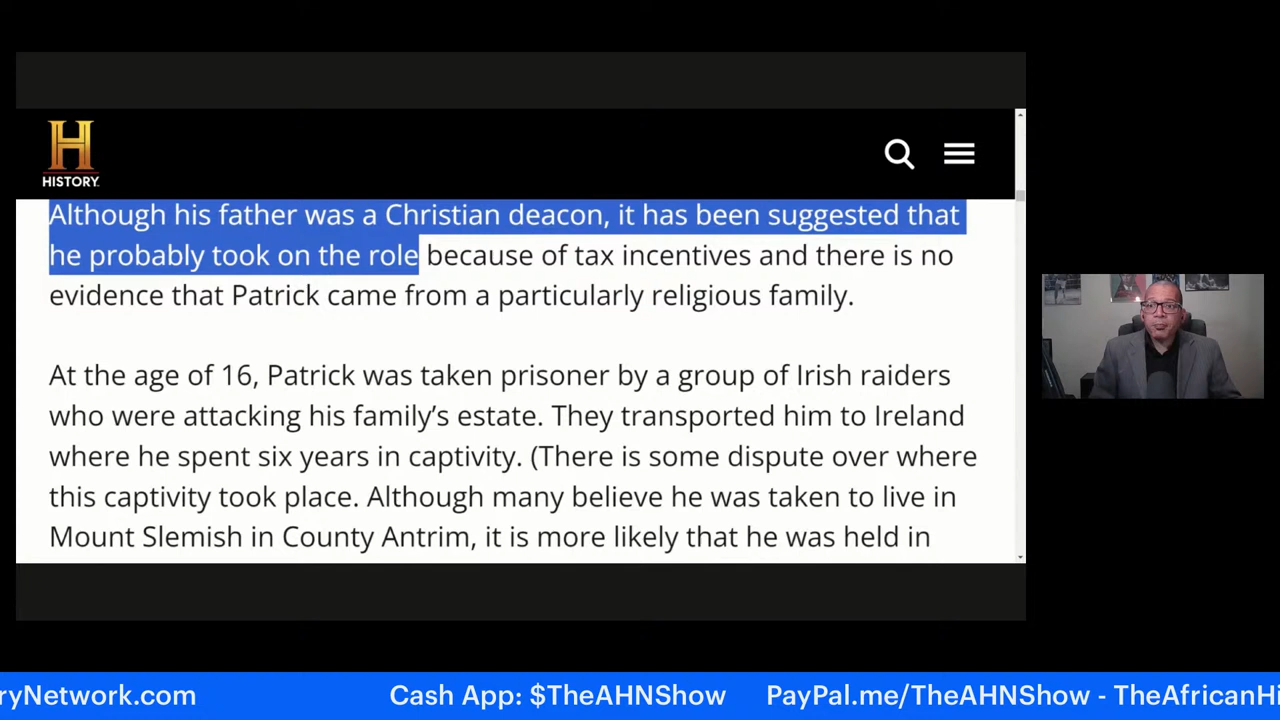 HISTORY
Although his father was a Christian deacon, it has been suggested that
he probably took on the role because of tax incentives and there is no
evidence that Patrick came from a particularly religious family.
At the age of 16, Patrick was taken prisoner by a group of Irish raiders
who were attacking his family’s estate. They transported him to Ireland
where he spent six years in captivity. (There is some dispute over where
this captivity took place. Although many believe he was taken to live in
Mount Slemish in County Antrim, it is more likely that he was held in
ryNetwork.com Cash App: $TheAHNShow PayPal.me/TheAHNShow - TheAfricanHi